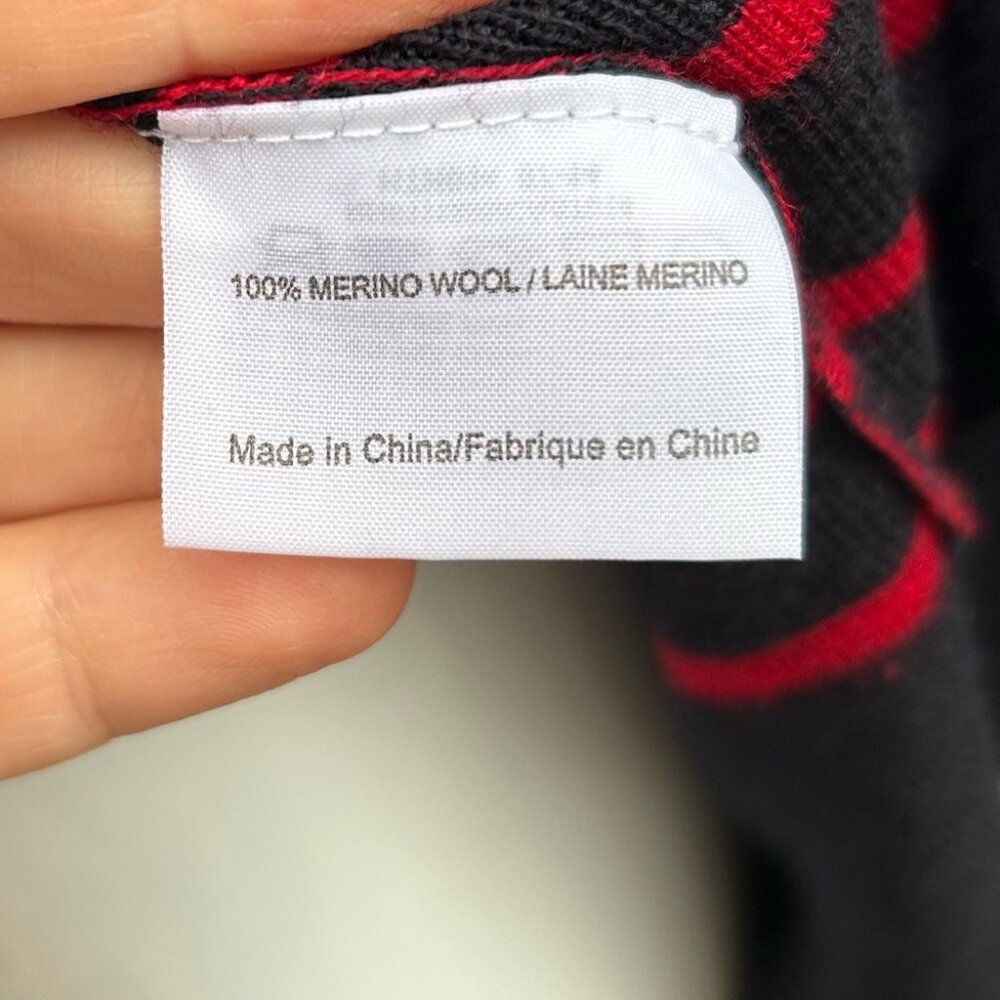 100% MERINO WOOL / LAINE MERINO
Made in China/Fabrique en Chine